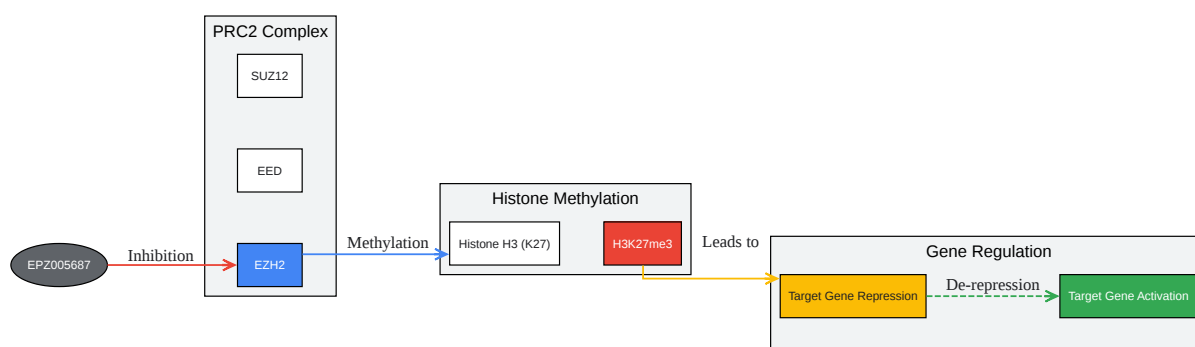 PRC2 Complex
SUZ12
EED
EZH2
EPZ005687
Inhibition
Methylation
Histone Methylation
Histone H3 (K27)
H3K27me3
Leads to
Gene Regulation
Target Gene Repression
De-repression
Target Gene Activation